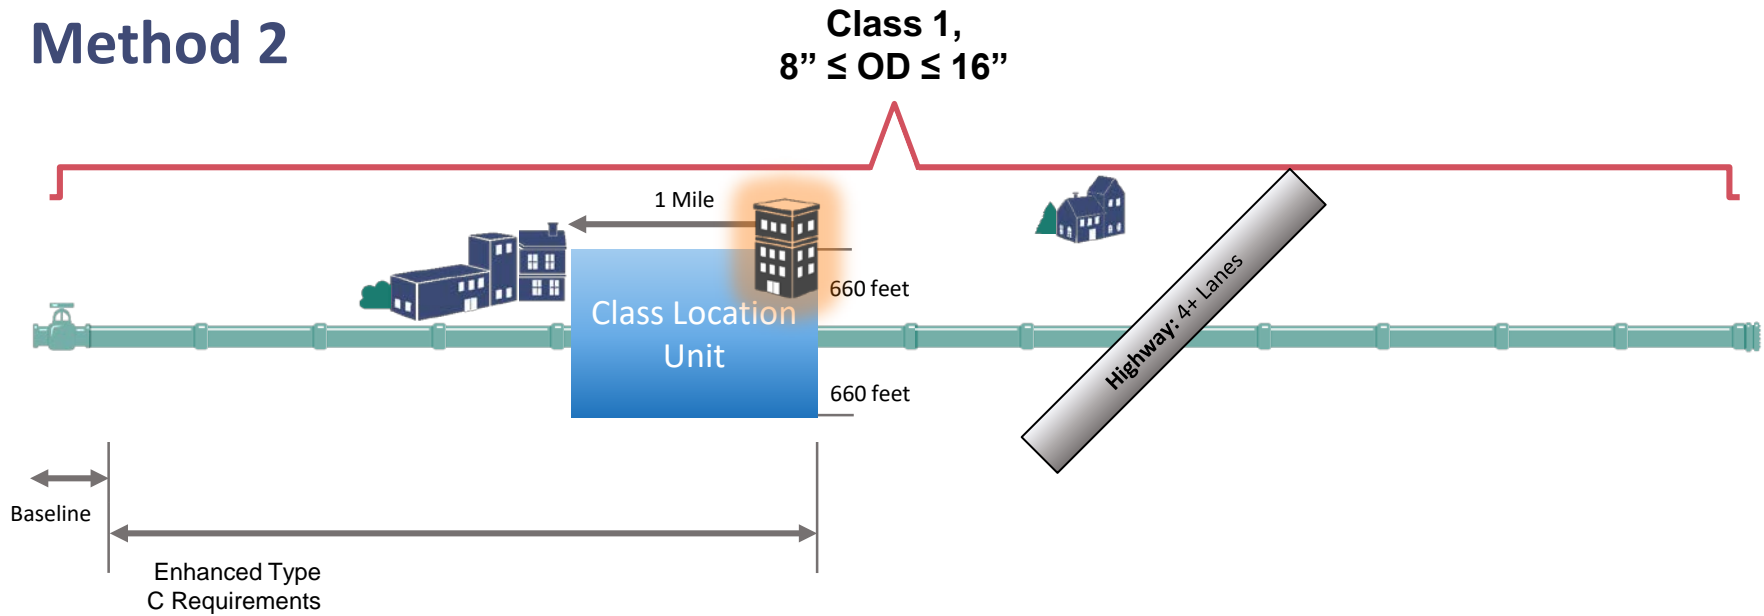 Method 2
Class 1,
8” ≤ OD ≤ 16”
1 Mile
660 feet
Class Location
Unit
660 feet
Highway: 4+ Lanes
Baseline
Enhanced Type
C Requirements